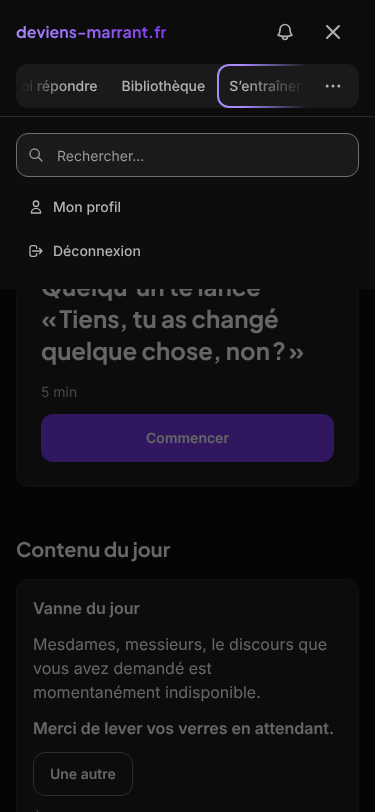 deviens-marrant.fr
répondre
Bibliothèque
S'entraîner
Rechercher...
Mon profil
Déconnexion
Quelqu'un te lance
« Tiens, tu as changé
quelque chose, non ? »
5 min
Commencer
Contenu du jour
Vanne du jour
Mesdames, messieurs, le discours que
vous avez demandé est
momentanément indisponible.
Merci de lever vos verres en attendant.
Une autre